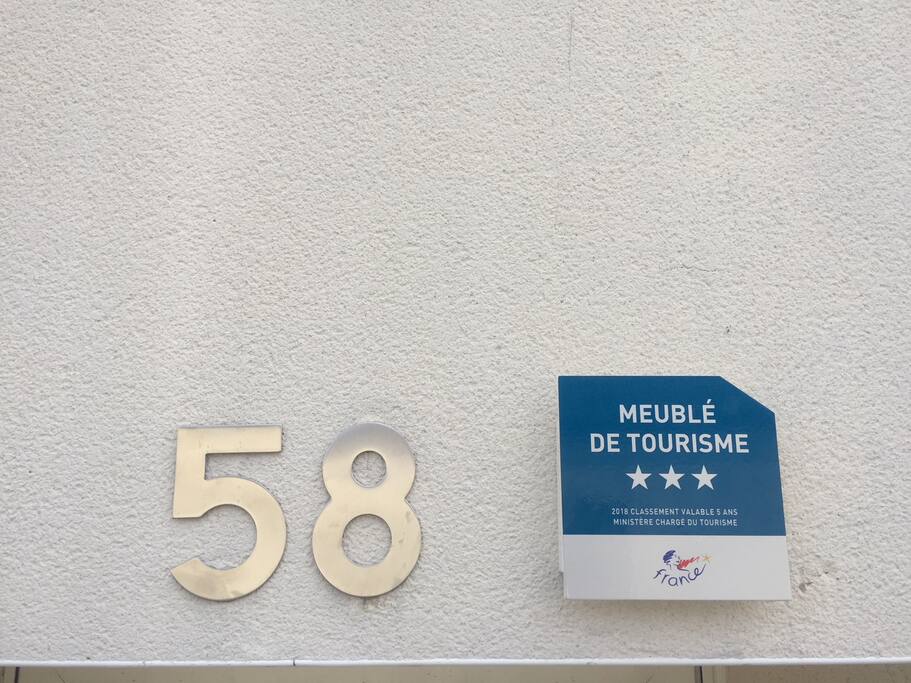 58
MEUBLÉ
DE TOURISME
2018 CLASSEMENT VALABLE 5 ANS
MINISTÈRE CHARGÉ DU TOURISME
france